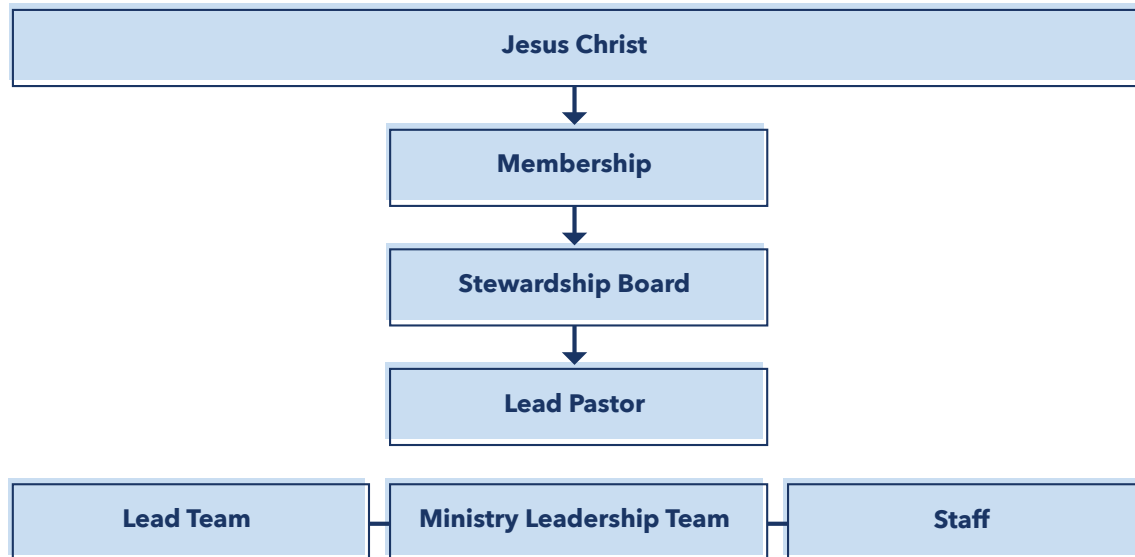 Jesus Christ
Membership
Stewardship Board
Lead Pastor
Lead Team
Ministry Leadership Team
Staff